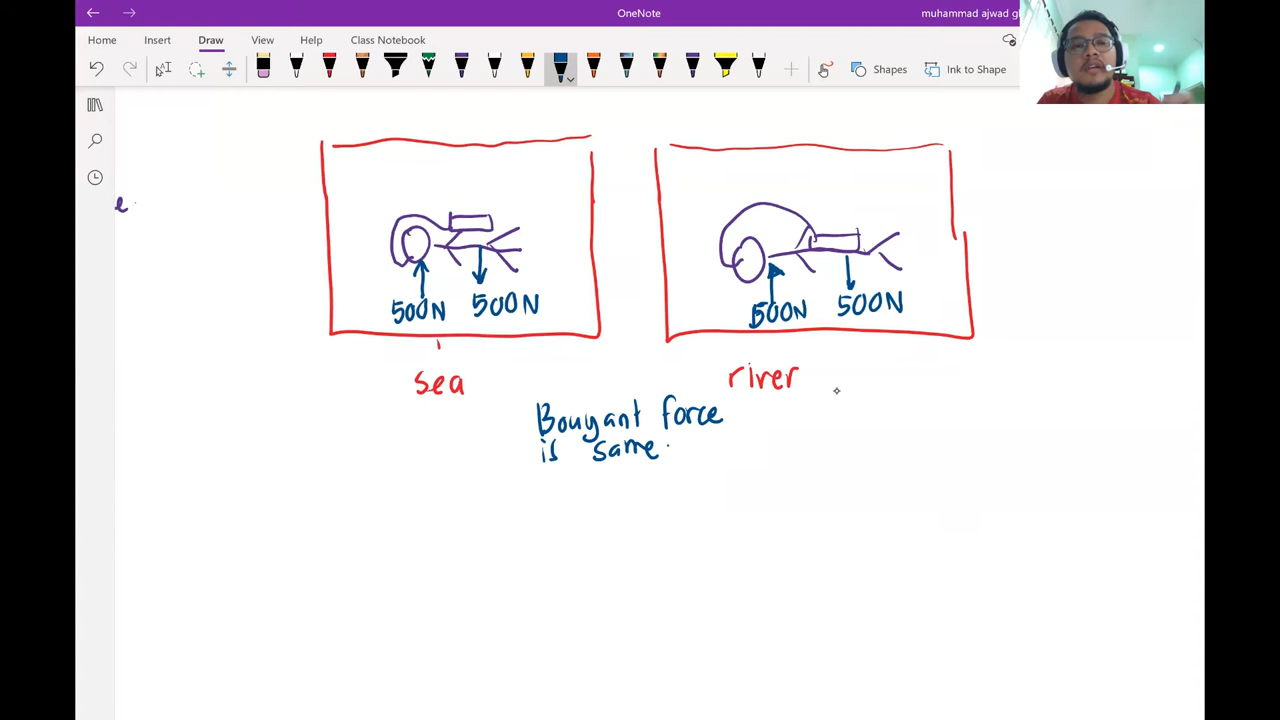 OneNote
muhammad ajwad gh
Home Insert Draw View Help Class Notebook
Shapes Ink to Shape
e.
500N 500N
500N 500N
sea
river
Bouyant force
is same.